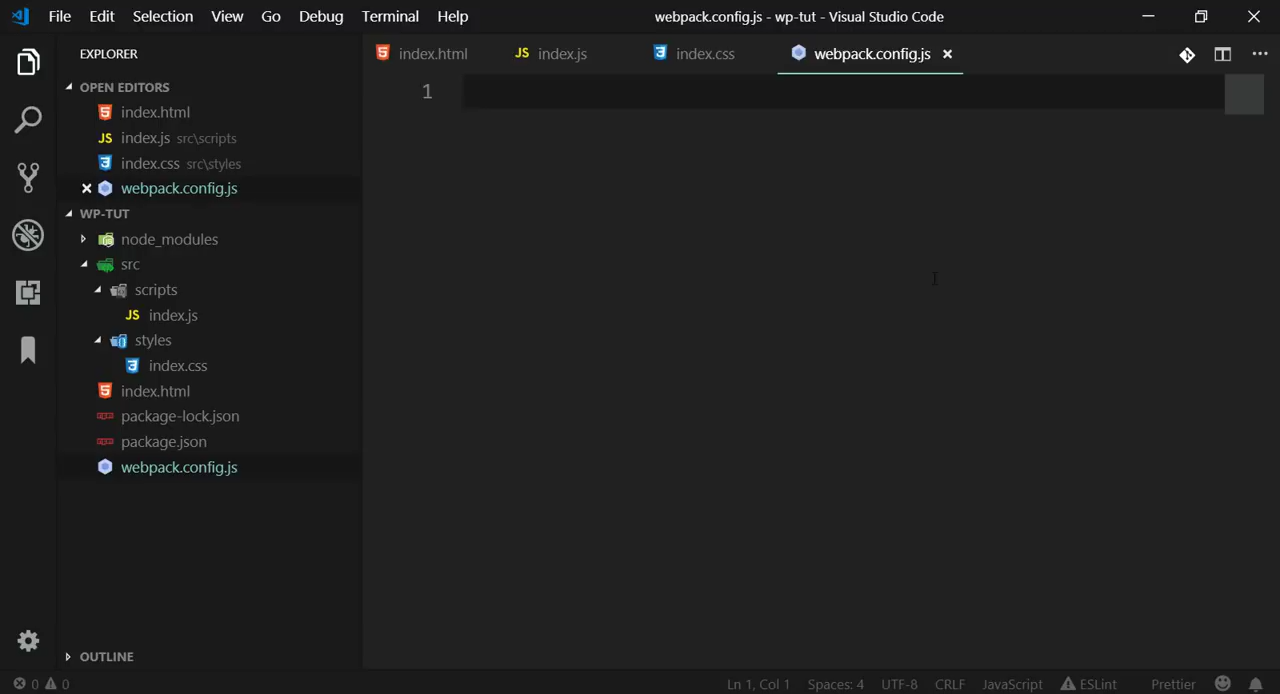 File Edit Selection View Go Debug Terminal Help
webpack.config.js - wp-tut - Visual Studio Code
EXPLORER
OPEN EDITORS
index.html
JS index.js src\scripts
index.css src\styles
webpack.config.js
WP-TUT
node_modules
src
scripts
JS index.js
styles
index.css
index.html
package-lock.json
package.json
webpack.config.js
OUTLINE
index.html JS index.js index.css webpack.config.js
1
0 0
Ln 1, Col 1 Spaces: 4 UTF-8 CRLF JavaScript ESLint Prettier